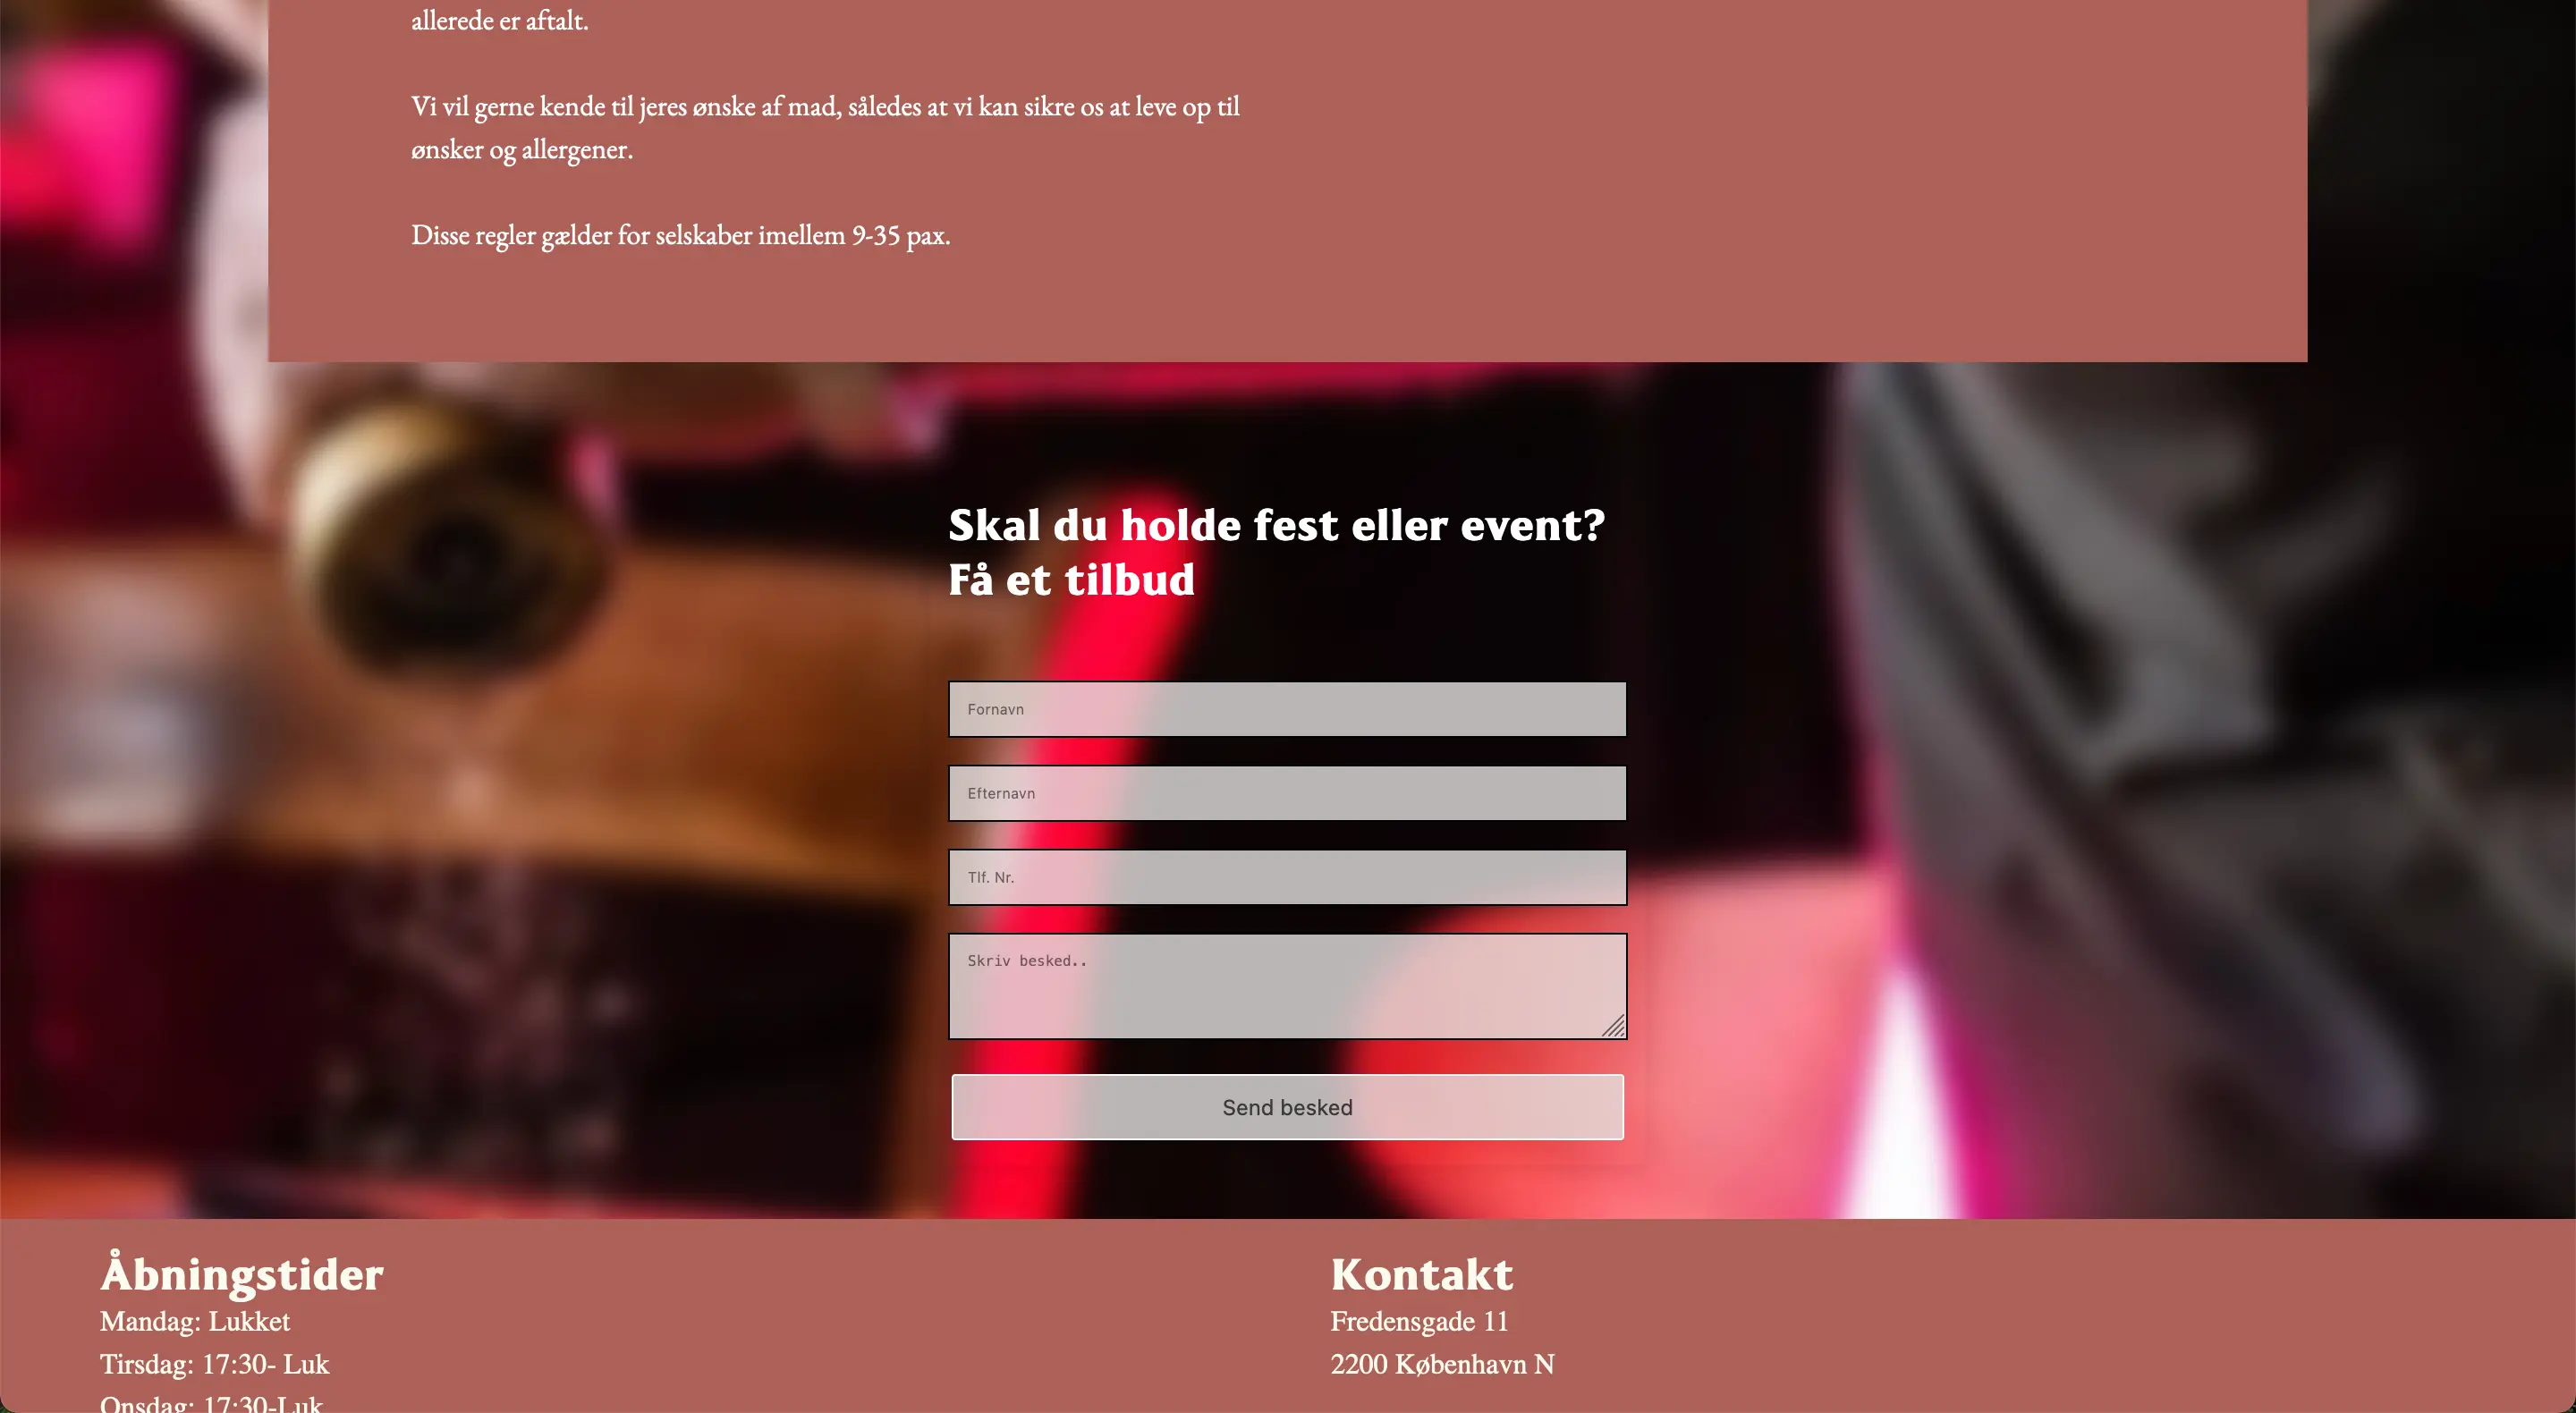 allerede er aftalt.
Vi vil gerne kende til jeres ønske af mad, således at vi kan sikre os at leve op til
ønsker og allergener.
Disse regler gælder for selskaber imellem 9-35 pax.
Skal du holde fest eller event?
Få et tilbud
Fornavn
Efternavn
Tlf. Nr.
Skriv besked..
Send besked
Åbningstider
Mandag: Lukket
Tirsdag: 17:30- Luk
Onsdag: 17:30-Luk
Kontakt
Fredensgade 11
2200 København N